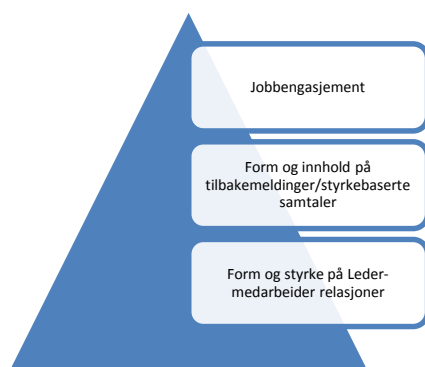 Jobbengasjement
Form og innhold på
tilbakemeldinger/styrkebaserte
samtaler
Form og styrke på Leder-
medarbeider relasjoner